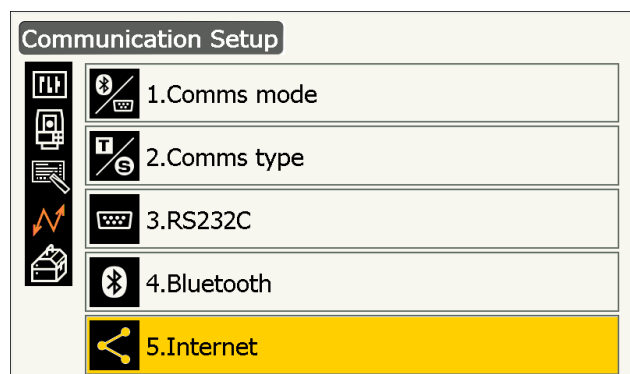 Communication Setup
1.Comms mode
T
S
2.Comms type
3.RS232C
4.Bluetooth
5.Internet